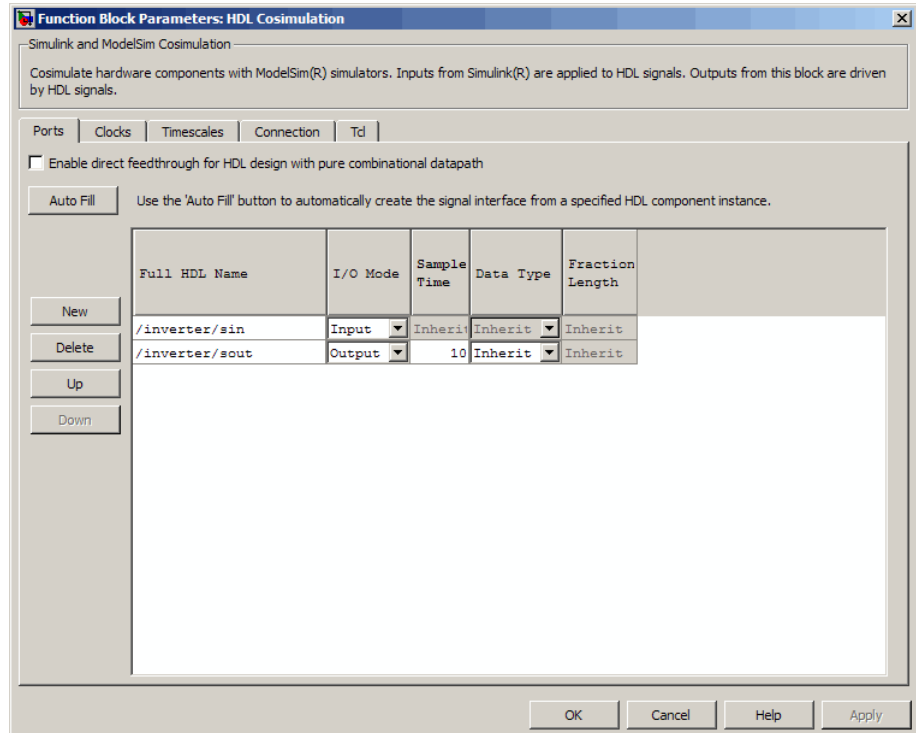 Function Block Parameters: HDL Cosimulation
Simulink and ModelSim Cosimulation
Cosimulate hardware components with ModelSim(R) simulators. Inputs from Simulink(R) are applied to HDL signals. Outputs from this block are driven
by HDL signals.
Ports Clocks Timescales Connection Tcl
Enable direct feedthrough for HDL design with pure combinational datapath
Auto Fill Use the 'Auto Fill' button to automatically create the signal interface from a specified HDL component instance.
Full HDL Name I/O Mode Sample Time Data Type Fraction Length
New
/inverter/sin Input Inherit Inherit Inherit
Delete
/inverter/sout Output 10 Inherit Inherit
Up
Down
OK Cancel Help Apply